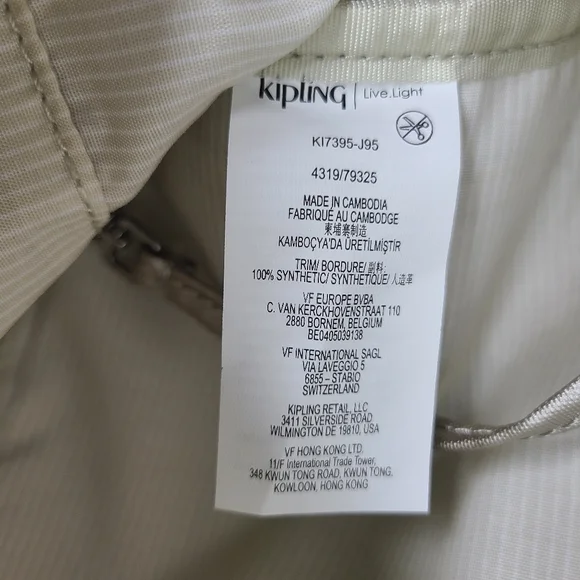 kipling | Live.Light
KI7395-J95
4319/79325
MADE IN CAMBODIA
FABRIQUÉ AU CAMBODGE
柬埔寨制造
KAMBOÇYA'DA ÜRETİLMİŞTİR
TRIM/ BORDURE/ 副料:
100% SYNTHETIC/ SYNTHETIQUE/ 人造革
VF EUROPE BVBA
C. VAN KERCKHOVENSTRAAT 110
2880 BORNEM, BELGIUM
BE0405039138
VF INTERNATIONAL SAGL
VIA LAVEGGIO 5
6855 – STABIO
SWITZERLAND
KIPLING RETAIL, LLC
3411 SILVERSIDE ROAD
WILMINGTON DE 19810, USA
VF HONG KONG LTD.
11/F International Trade Tower,
348 KWUN TONG ROAD, KWUN TONG,
KOWLOON, HONG KONG